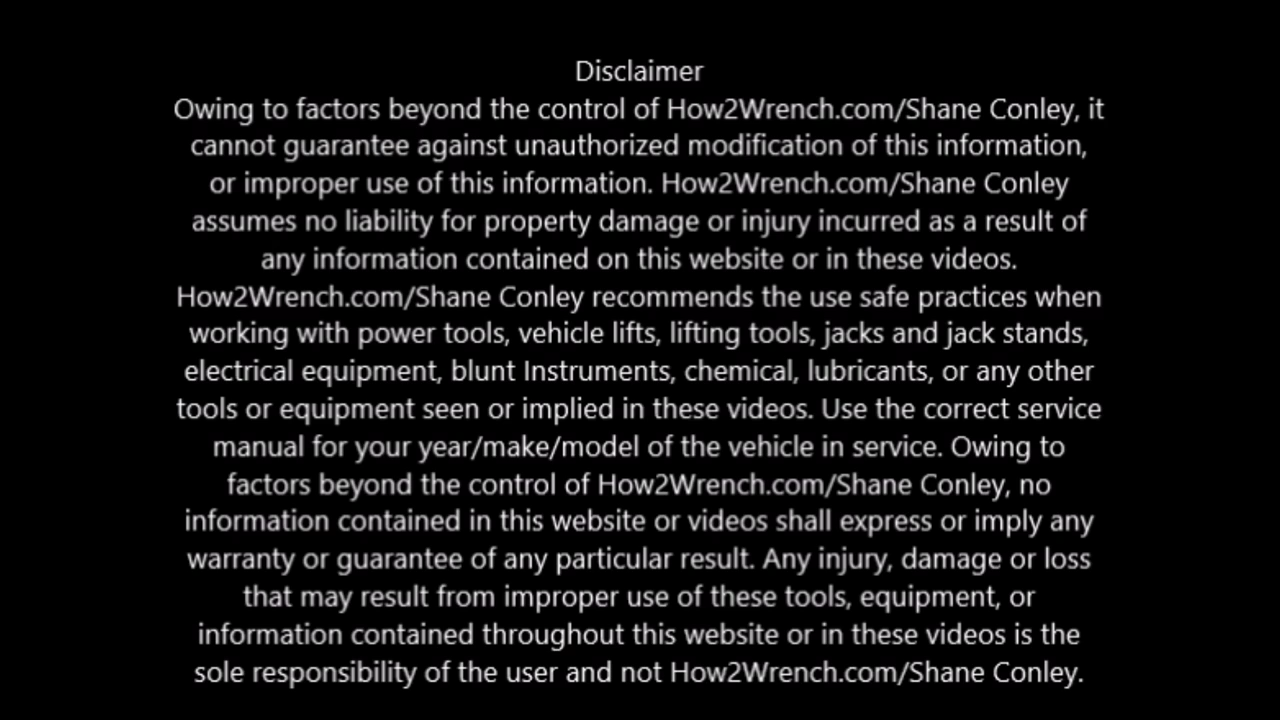 Disclaimer
Owing to factors beyond the control of How2Wrench.com/Shane Conley, it
cannot guarantee against unauthorized modification of this information,
or improper use of this information. How2Wrench.com/Shane Conley
assumes no liability for property damage or injury incurred as a result of
any information contained on this website or in these videos.
How2Wrench.com/Shane Conley recommends the use safe practices when
working with power tools, vehicle lifts, lifting tools, jacks and jack stands,
electrical equipment, blunt Instruments, chemical, lubricants, or any other
tools or equipment seen or implied in these videos. Use the correct service
manual for your year/make/model of the vehicle in service. Owing to
factors beyond the control of How2Wrench.com/Shane Conley, no
information contained in this website or videos shall express or imply any
warranty or guarantee of any particular result. Any injury, damage or loss
that may result from improper use of these tools, equipment, or
information contained throughout this website or in these videos is the
sole responsibility of the user and not How2Wrench.com/Shane Conley.